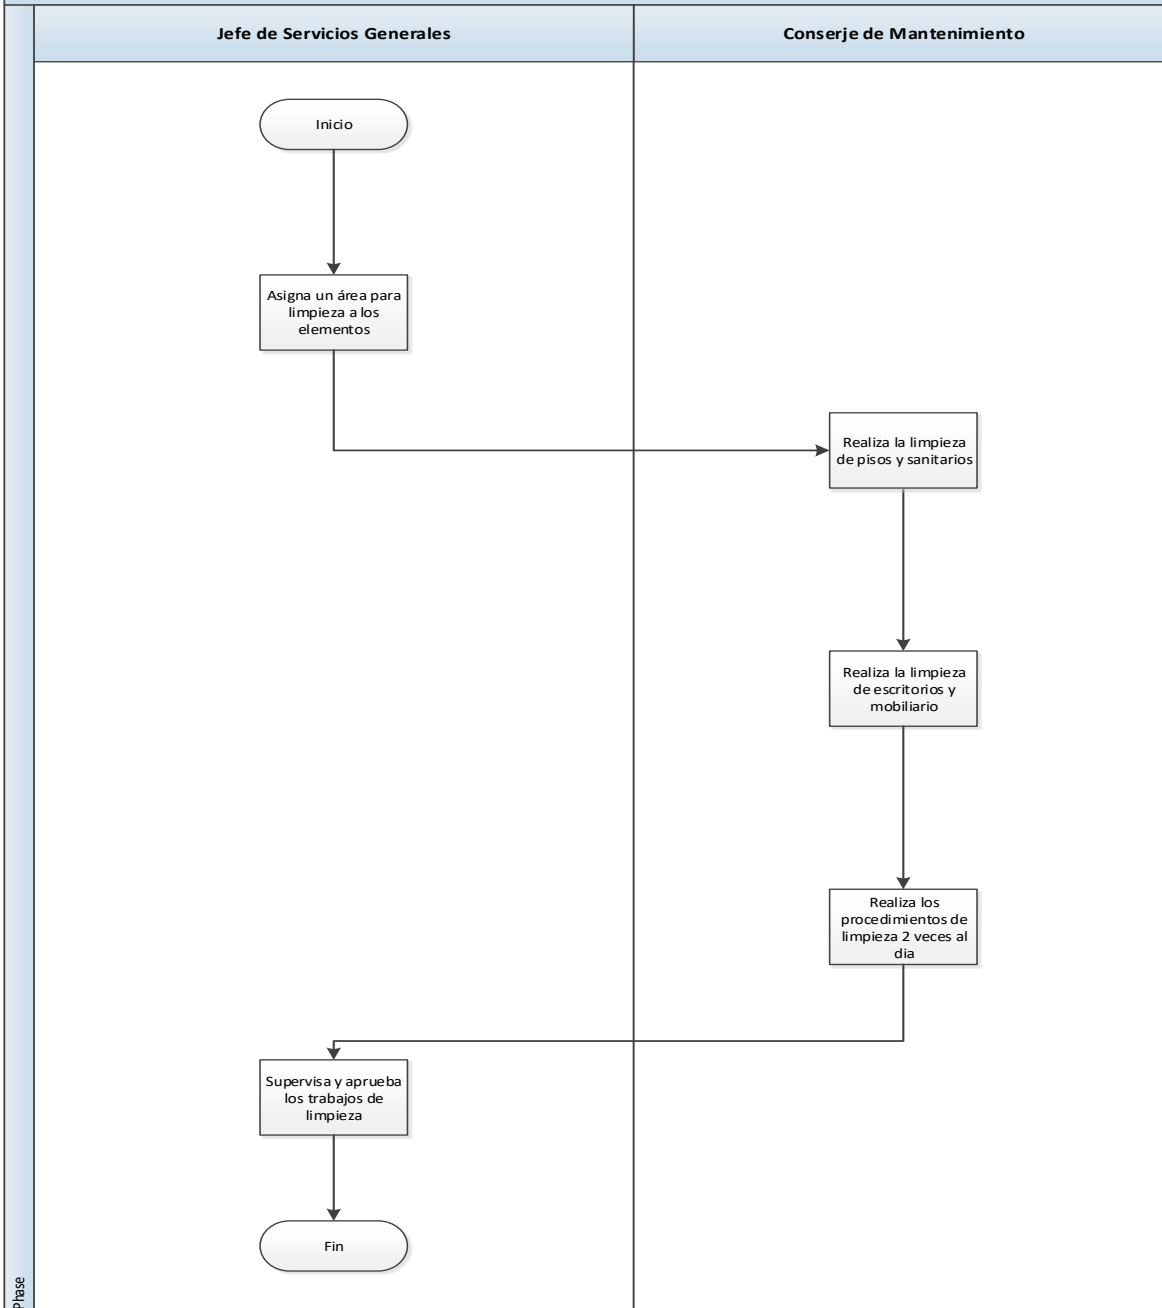 Jefe de Servicios Generales
Conserje de Mantenimiento
Inicio
Asigna un área para
limpieza a los
elementos
Realiza la limpieza
de pisos y sanitarios
Realiza la limpieza
de escritorios y
mobiliario
Realiza los
procedimientos de
limpieza 2 veces al
dia
Supervisa y aprueba
los trabajos de
limpieza
Fin
Phase